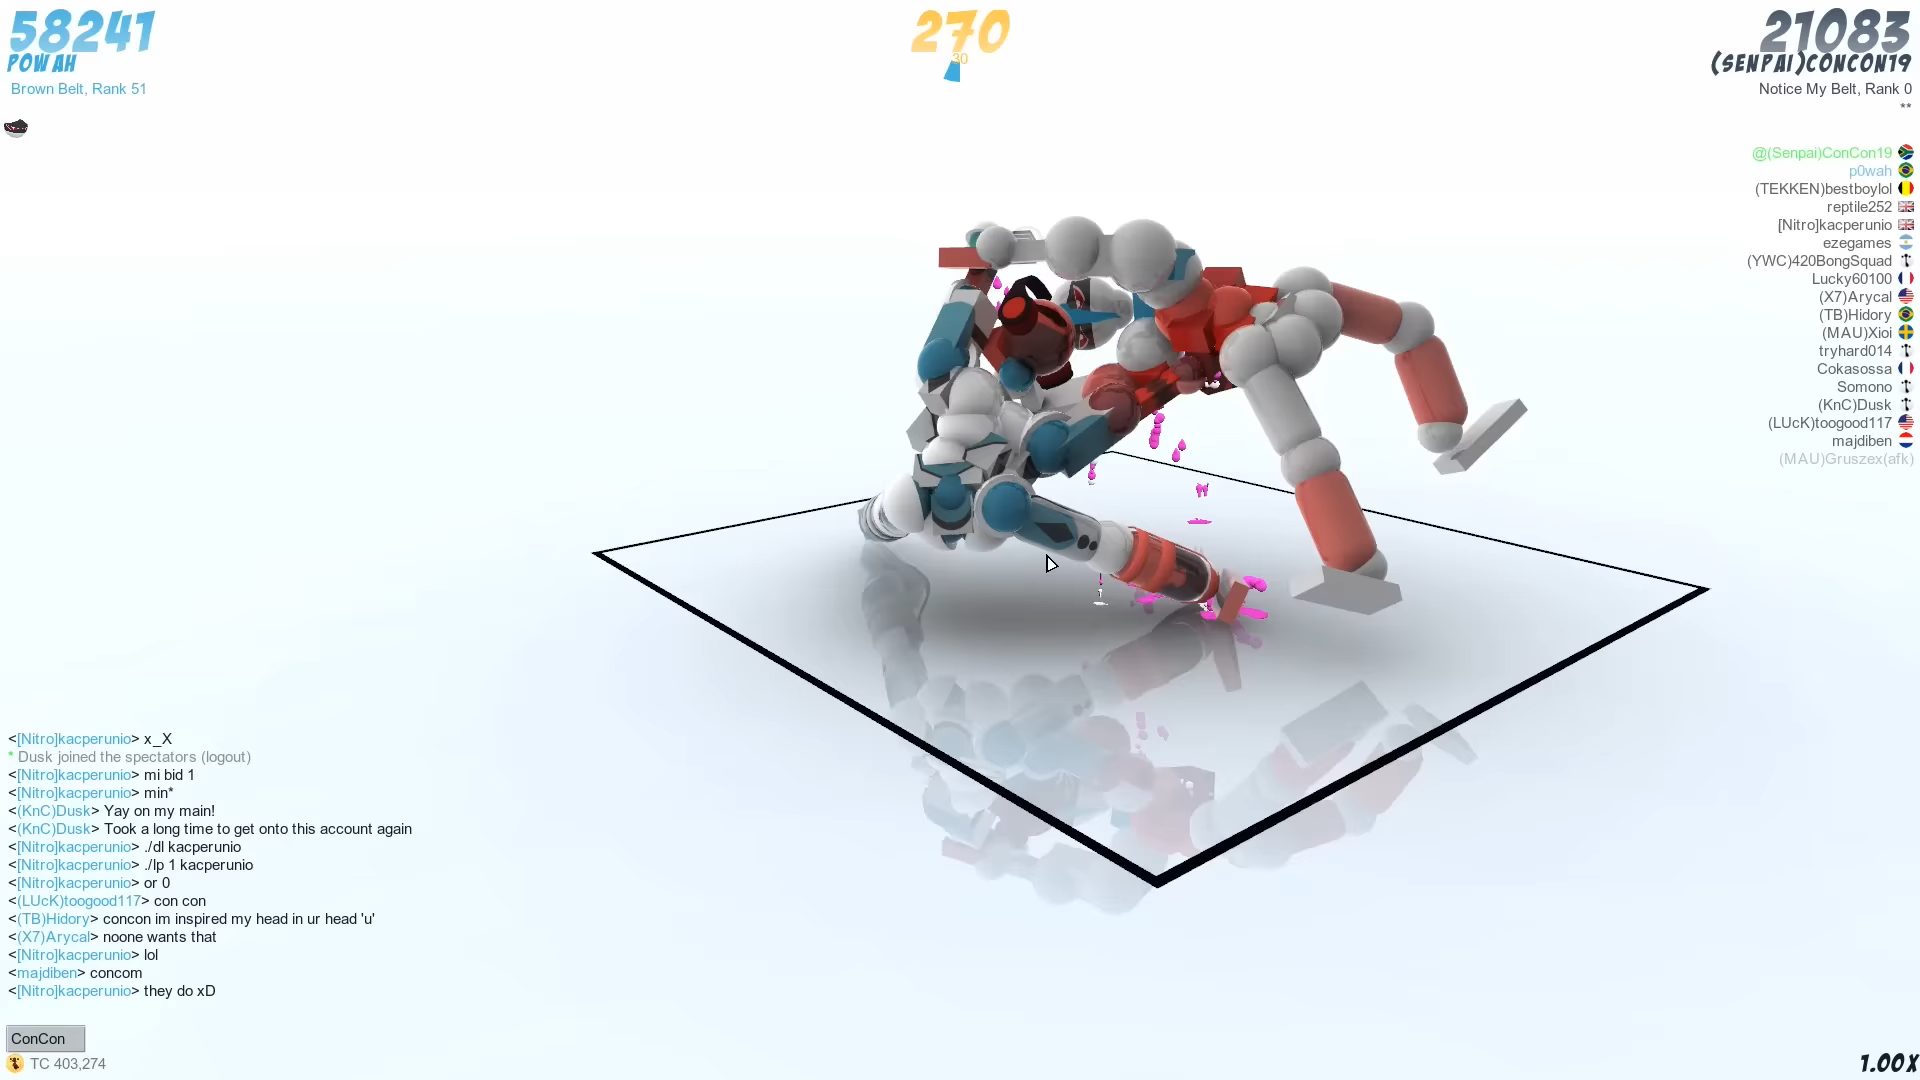 58241
POWAH
Brown Belt, Rank 51
270
30
21083
(SENPAI)CONCON19
Notice My Belt, Rank 0
**
@(Senpai)ConCon19
p0wah
(TEKKEN)bestboylol
reptile252
[Nitro]kacperunio
ezegames
(YWC)420BongSquad
Lucky60100
(X7)Arycal
(TB)Hidory
(MAU)Xioi
tryhard014
Cokasossa
Somono
(KnC)Dusk
(LUcK)toogood117
majdiben
(MAU)Gruszex(afk)
<[Nitro]kacperunio> x_X
* Dusk joined the spectators (logout)
<[Nitro]kacperunio> mi bid 1
<[Nitro]kacperunio> min*
<(KnC)Dusk> Yay on my main!
<(KnC)Dusk> Took a long time to get onto this account again
<[Nitro]kacperunio> ./dl kacperunio
<[Nitro]kacperunio> ./lp 1 kacperunio
<[Nitro]kacperunio> or 0
<(LUcK)toogood117> con con
<(TB)Hidory> concon im inspired my head in ur head 'u'
<(X7)Arycal> noone wants that
<[Nitro]kacperunio> lol
<majdiben> concom
<[Nitro]kacperunio> they do xD
ConCon
TC 403,274
1.00X